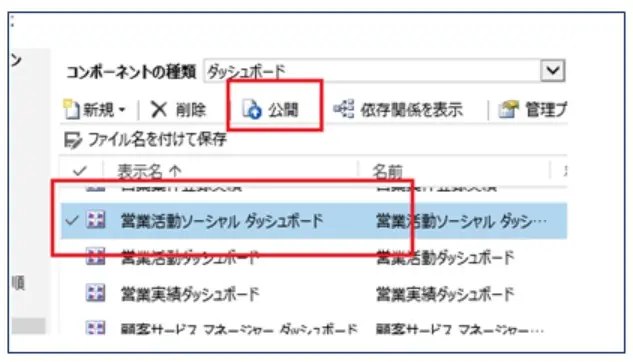 ン
コンポーネントの種類 ダッシュボード
新規 削除 公開 依存関係を表示 管理プ
ファイル名を付けて保存
表示名 名前
営業活動ソーシャル ダッシュボード 営業活動ソーシャル ダッシ…
営業活動ダッシュボード 営業活動ダッシュボード
順
営業実績ダッシュボード 営業実績ダッシュボード
顧客サービス マネージャー ダッシュボード 顧客サービス マネージャー…